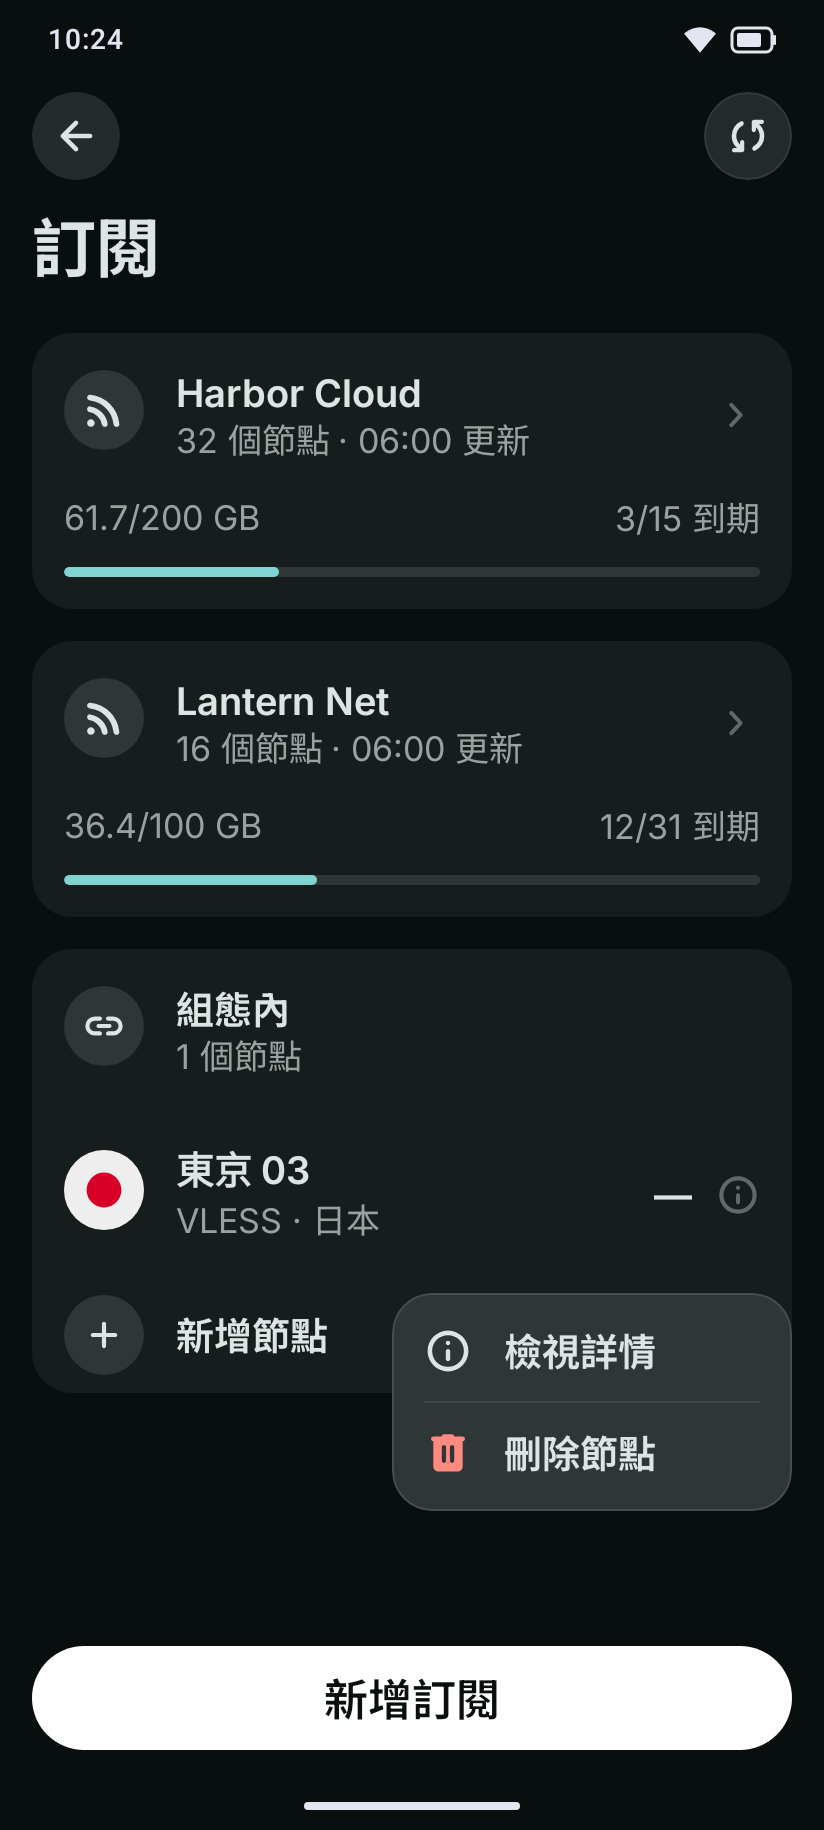 10:24
訂閱
Harbor Cloud
32 個節點 · 06:00 更新
61.7/200 GB
3/15 到期
Lantern Net
16 個節點 · 06:00 更新
36.4/100 GB
12/31 到期
組態內
1 個節點
東京 03
VLESS · 日本
—
新增節點
檢視詳情
刪除節點
新增訂閱